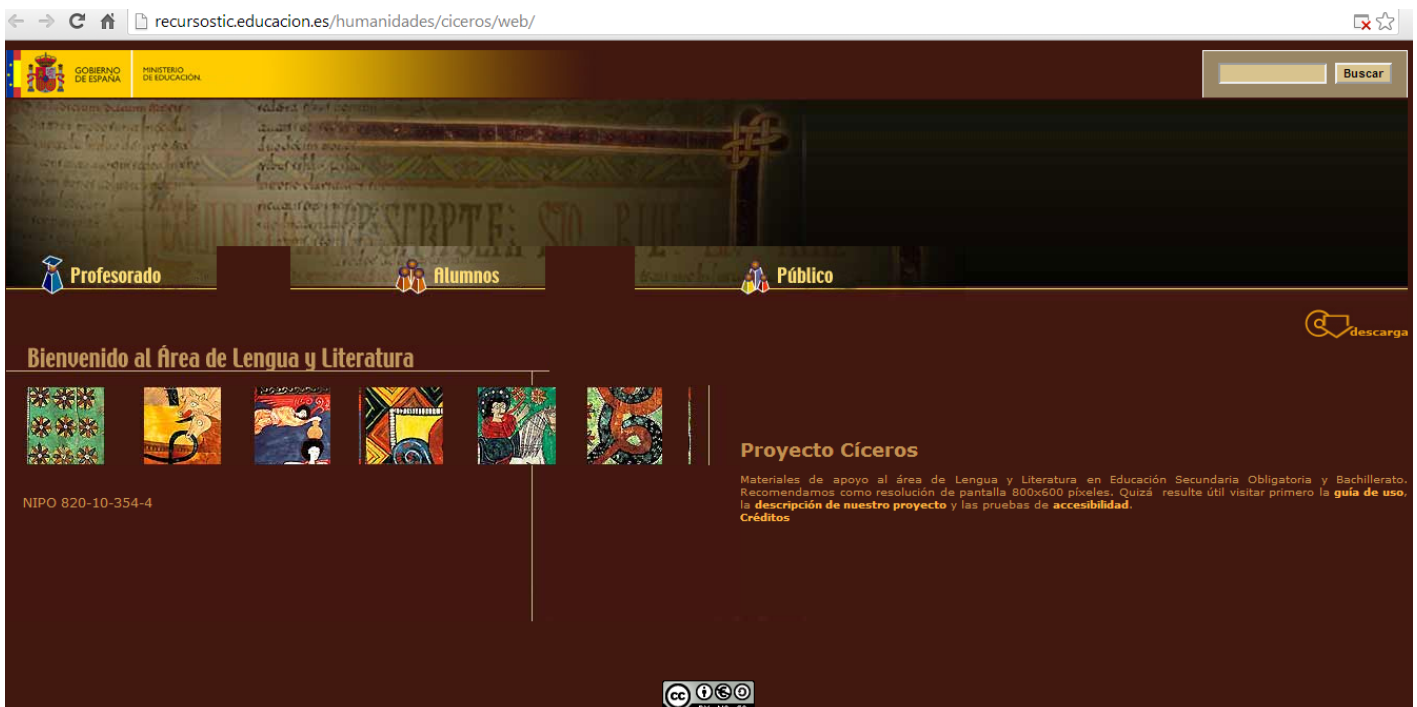 recursostic.educacion.es/humanidades/ciceros/web/
GOBIERNO
DE ESPAÑA
MINISTERIO
DE EDUCACIÓN.
Buscar
Profesorado
Alumnos
Público
descarga
Bienvenido al Área de Lengua y Literatura
Proyecto Cíceros
Materiales de apoyo al área de Lengua y Literatura en Educación Secundaria Obligatoria y Bachillerato.
Recomendamos como resolución de pantalla 800x600 píxeles. Quizá resulte útil visitar primero la guía de uso,
la descripción de nuestro proyecto y las pruebas de accesibilidad.
Créditos
NIPO 820-10-354-4
cc